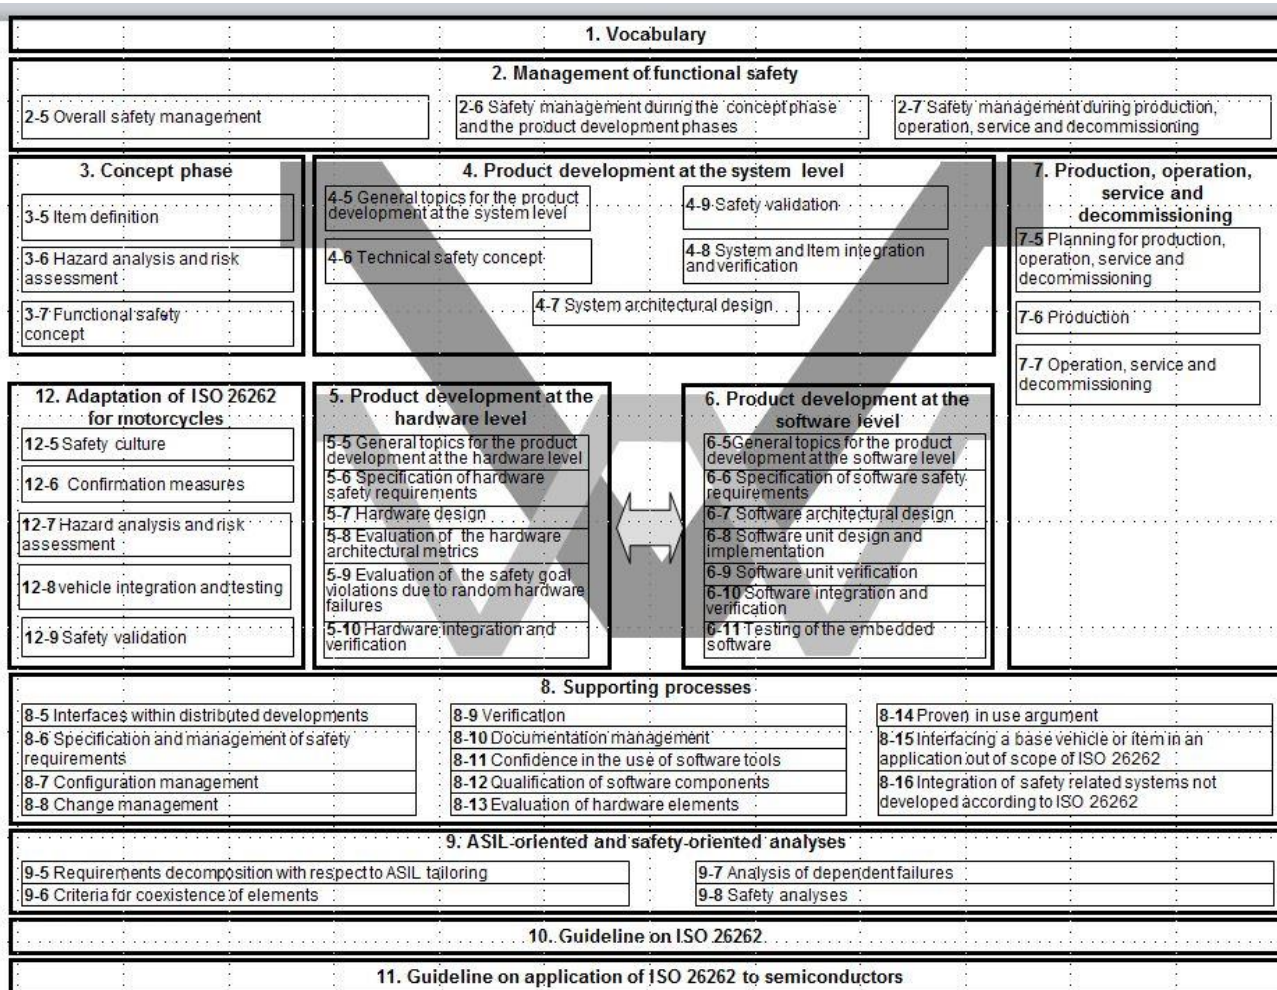 1. Vocabulary
2. Management of functional safety
2-5 Overall safety management
2-6 Safety management during the concept phase
and the product development phases
2-7 Safety management during production,
operation, service and decommissioning
3. Concept phase
3-5 Item definition
3-6 Hazard analysis and risk
assessment
3-7 Functional safety
concept
4. Product development at the system level
4-5 General topics for the product
development at the system level
4-6 Technical safety concept
4-7 System architectural design
4-9 Safety validation
4-8 System and Item integration
and verification
7. Production, operation,
service and
decommissioning
7-5 Planning for production,
operation, service and
decommissioning
7-6 Production
7-7 Operation, service and
decommissioning
12. Adaptation of ISO 26262
for motorcycles
12-5 Safety culture
12-6 Confirmation measures
12-7 Hazard analysis and risk
assessment
12-8 vehicle integration and testing
12-9 Safety validation
5. Product development at the
hardware level
5-5 General topics for the product
development at the hardware level
5-6 Specification of hardware
safety requirements
5-7 Hardware design
5-8 Evaluation of the hardware
architectural metrics
5-9 Evaluation of the safety goal
violations due to random hardware
failures
5-10 Hardware integration and
verification
6. Product development at the
software level
6-5General topics for the product
development at the software level
6-6 Specification of software safety
requirements
6-7 Software architectural design
6-8 Software unit design and
implementation
6-9 Software unit verification
6-10 Software integration and
verification
6-11 Testing of the embedded
software
8. Supporting processes
8-5 Interfaces within distributed developments
8-6 Specification and management of safety
requirements
8-7 Configuration management
8-8 Change management
8-9 Verification
8-10 Documentation management
8-11 Confidence in the use of software tools
8-12 Qualification of software components
8-13 Evaluation of hardware elements
8-14 Proven in use argument
8-15 Interfacing a base vehicle or item in an
application out of scope of ISO 26262
8-16 Integration of safety related systems not
developed according to ISO 26262
9. ASIL-oriented and safety-oriented analyses
9-5 Requirements decomposition with respect to ASIL tailoring
9-6 Criteria for coexistence of elements
9-7 Analysis of dependent failures
9-8 Safety analyses
10. Guideline on ISO 26262
11. Guideline on application of ISO 26262 to semiconductors